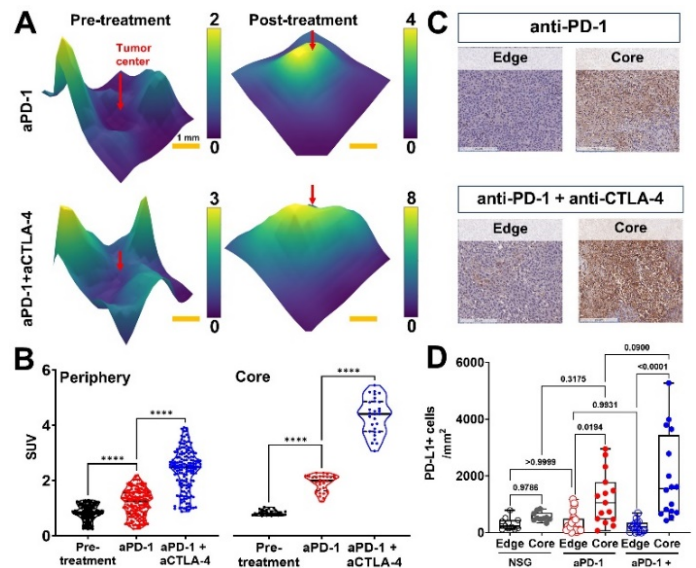 A
Pre-treatment
Post-treatment
aPD-1
Tumor
center
2
0
1 mm
4
0
aPD-1+aCTLA-4
3
0
8
0
B
Periphery
Core
SUV
6
4
2
0
****
****
****
****
Pre-
treatment
aPD-1
aPD-1 +
aCTLA-4
Pre-
treatment
aPD-1
aPD-1 +
aCTLA-4
C
anti-PD-1
Edge
Core
anti-PD-1 + anti-CTLA-4
Edge
Core
D
PD-L1+ cells
/mm²
6000
4000
2000
0
0.0900
0.3175
<0.0001
0.9931
>0.9999
0.0194
0.9786
Edge Core Edge Core Edge Core
NSG
aPD-1
aPD-1 +